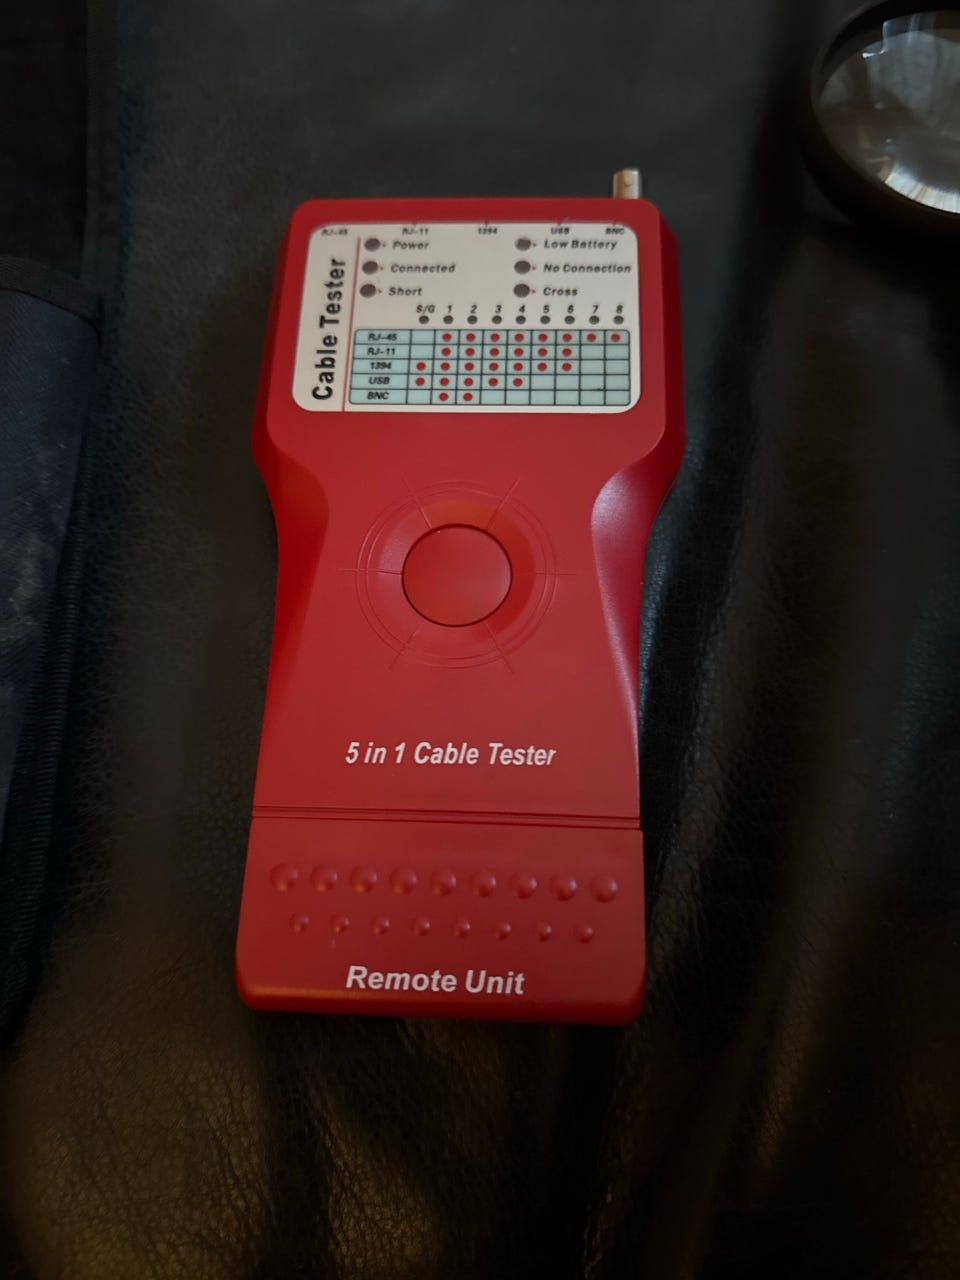 RJ-45 RJ-11 1394 USB BNC
Cable Tester
Power Low Battery
Connected No Connection
Short Cross
S/G 1 2 3 4 5 6 7 8
RJ-45
RJ-11
1394
USB
BNC
5 in 1 Cable Tester
Remote Unit